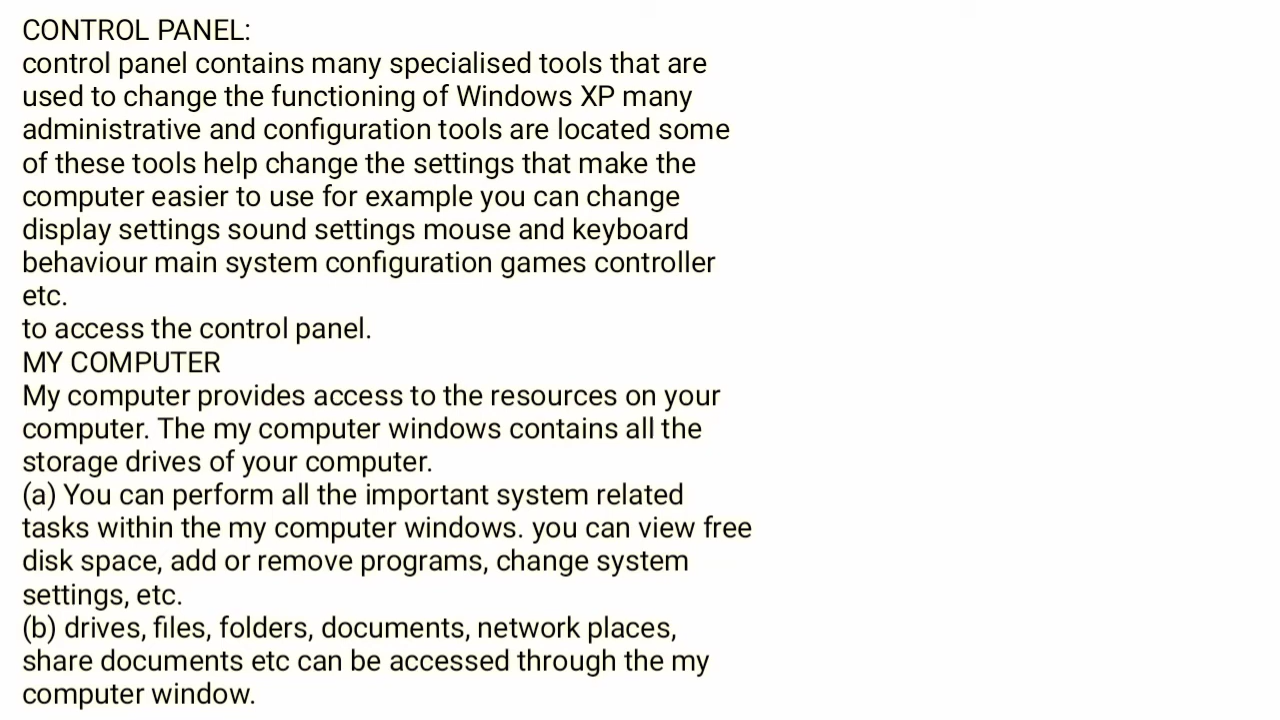 CONTROL PANEL:
control panel contains many specialised tools that are
used to change the functioning of Windows XP many
administrative and configuration tools are located some
of these tools help change the settings that make the
computer easier to use for example you can change
display settings sound settings mouse and keyboard
behaviour main system configuration games controller
etc.
to access the control panel.
MY COMPUTER
My computer provides access to the resources on your
computer. The my computer windows contains all the
storage drives of your computer.
(a) You can perform all the important system related
tasks within the my computer windows. you can view free
disk space, add or remove programs, change system
settings, etc.
(b) drives, files, folders, documents, network places,
share documents etc can be accessed through the my
computer window.